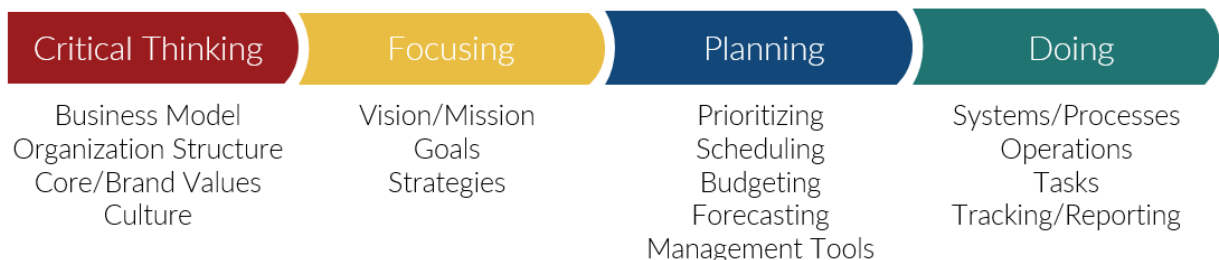 Critical Thinking
Business Model
Organization Structure
Core/Brand Values
Culture
Focusing
Vision/Mission
Goals
Strategies
Planning
Prioritizing
Scheduling
Budgeting
Forecasting
Management Tools
Doing
Systems/Processes
Operations
Tasks
Tracking/Reporting